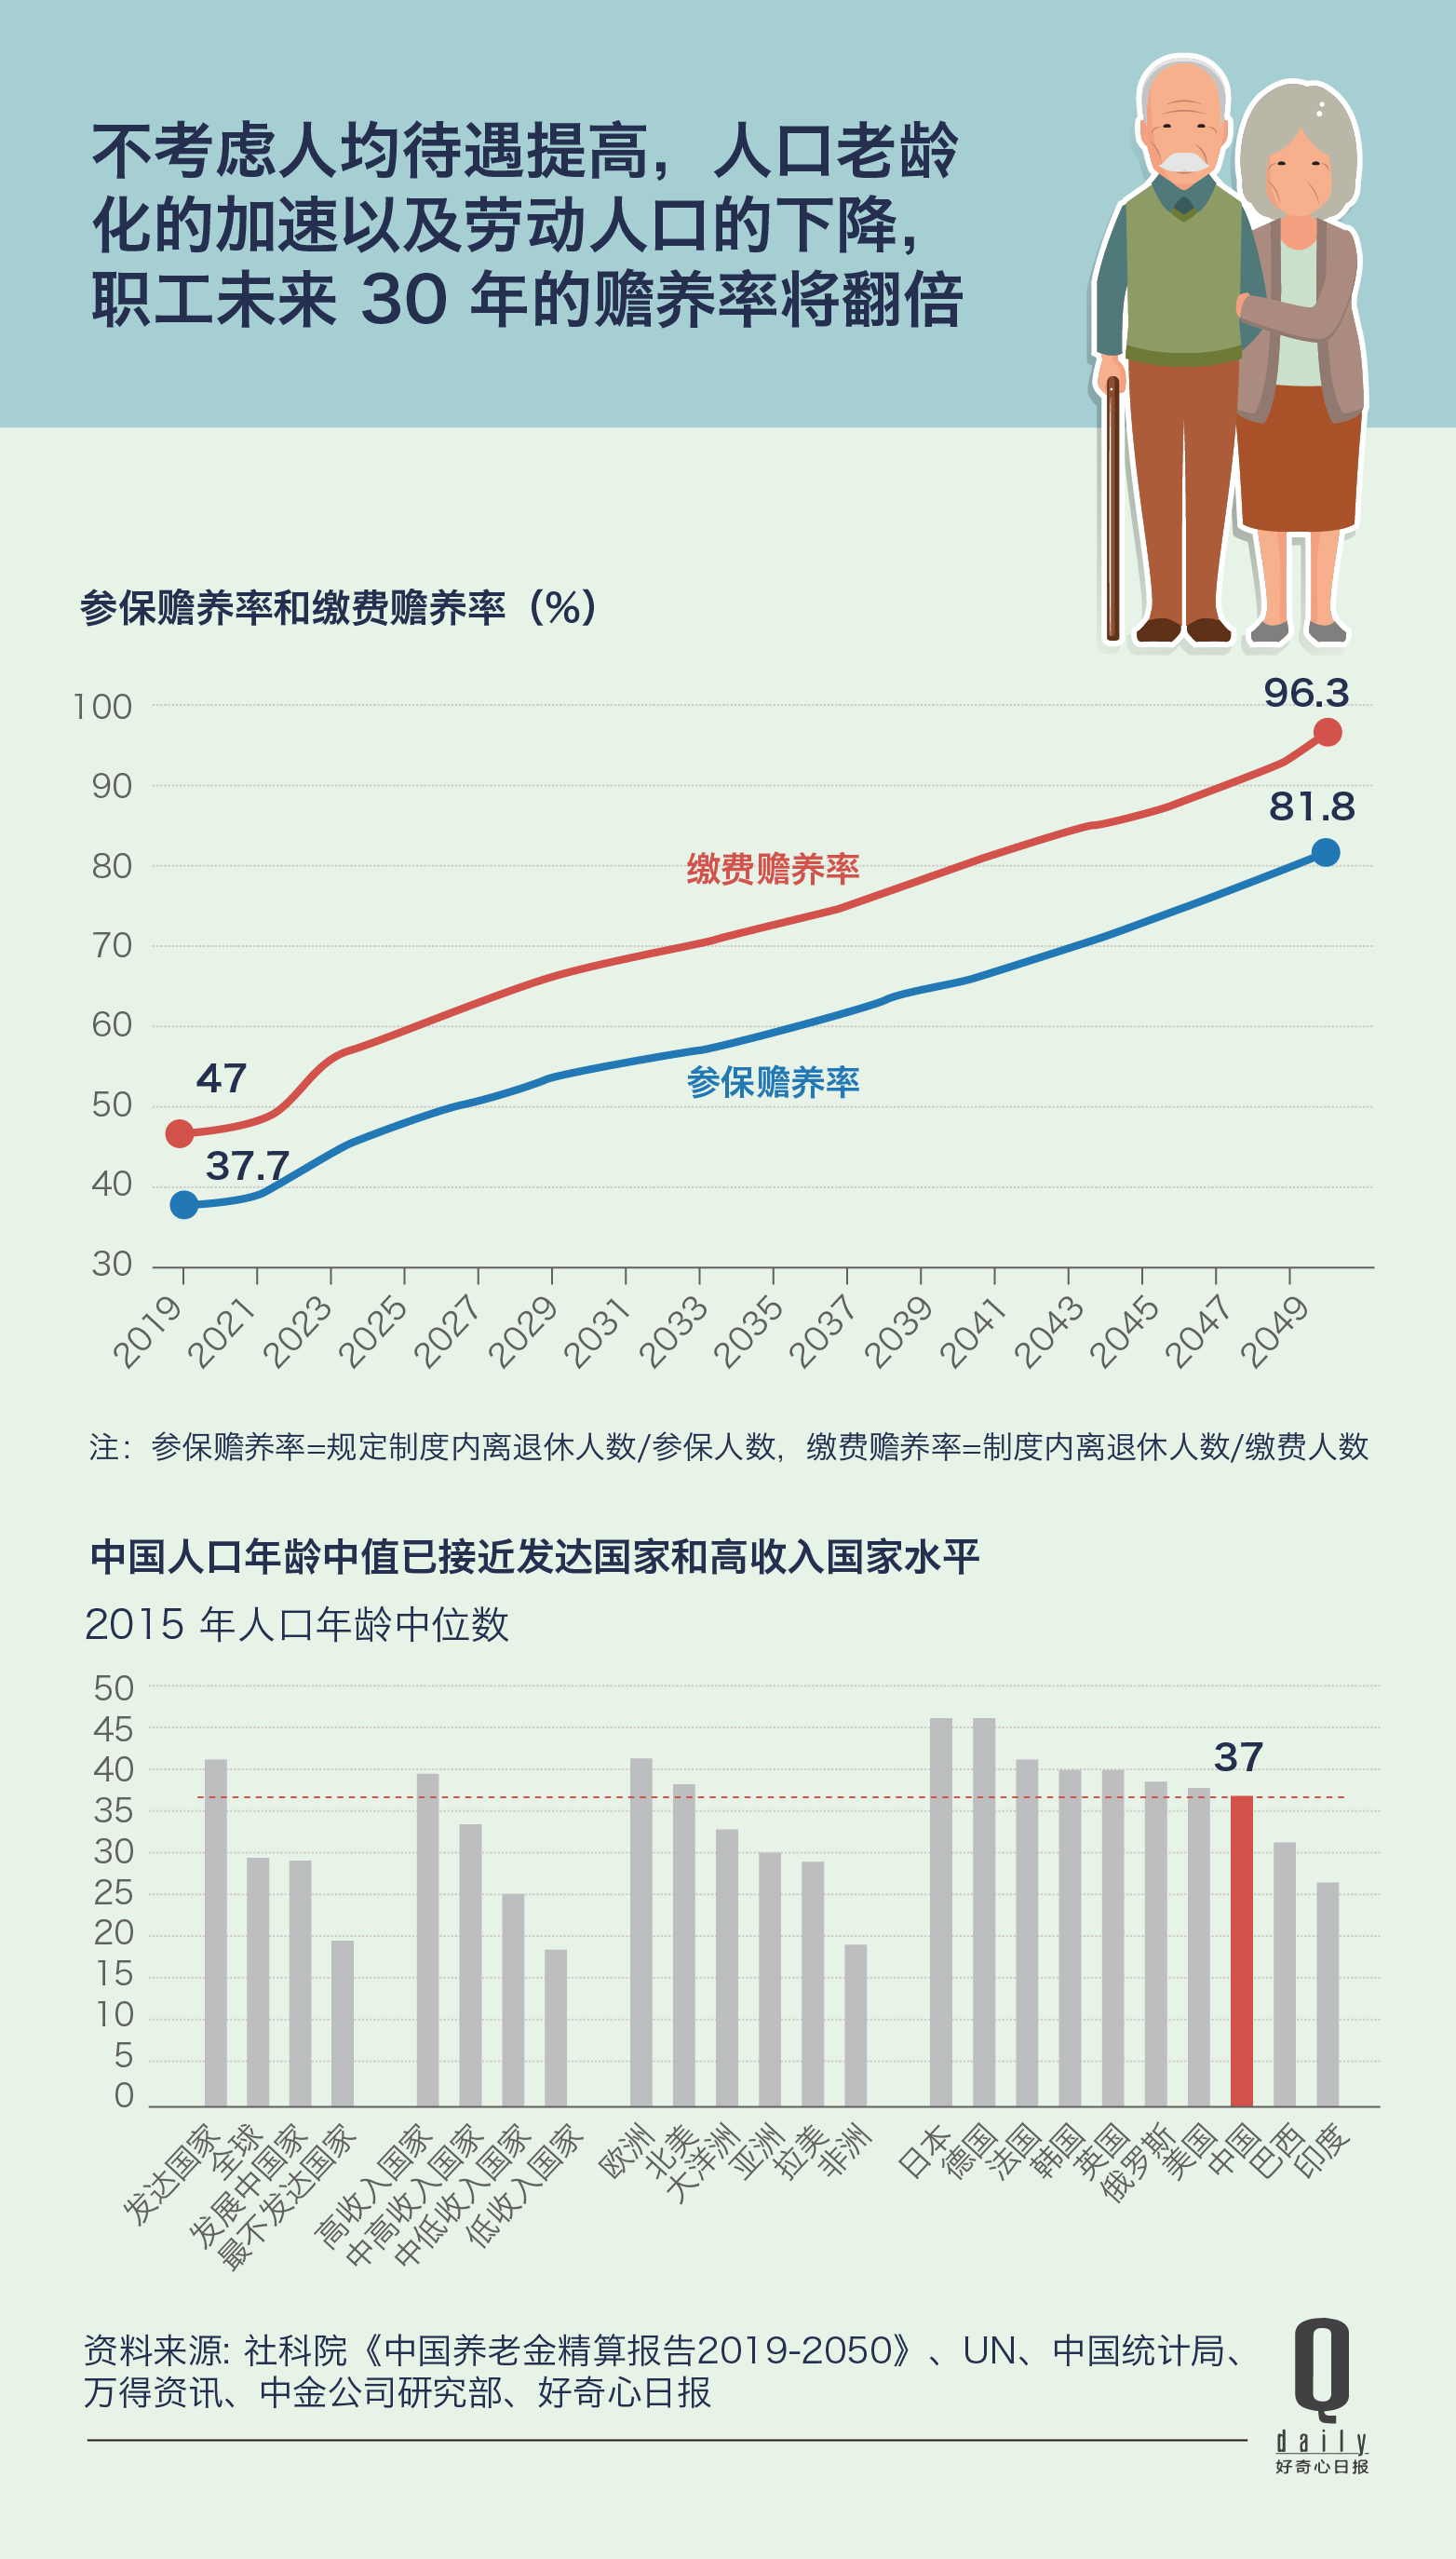 不考虑人均待遇提高，人口老龄
化的加速以及劳动人口的下降，
职工未来 30 年的赡养率将翻倍
参保赡养率和缴费赡养率（%）
100
90
80
70
60
50
40
30
96.3
81.8
缴费赡养率
参保赡养率
47
37.7
2019
2021
2023
2025
2027
2029
2031
2033
2035
2037
2039
2041
2043
2045
2047
2049
注：参保赡养率=规定制度内离退休人数/参保人数，缴费赡养率=制度内离退休人数/缴费人数
中国人口年龄中值已接近发达国家和高收入国家水平
2015 年人口年龄中位数
50
45
40
35
30
25
20
15
10
5
0
37
发达国家
全球
发展中国家
最不发达国家
高收入国家
中高收入国家
中低收入国家
低收入国家
欧洲
北美
大洋洲
亚洲
拉美
非洲
日本
德国
法国
韩国
英国
俄罗斯
美国
中国
巴西
印度
资料来源: 社科院《中国养老金精算报告2019-2050》、UN、中国统计局、
万得资讯、中金公司研究部、好奇心日报
Q
daily
好奇心日报